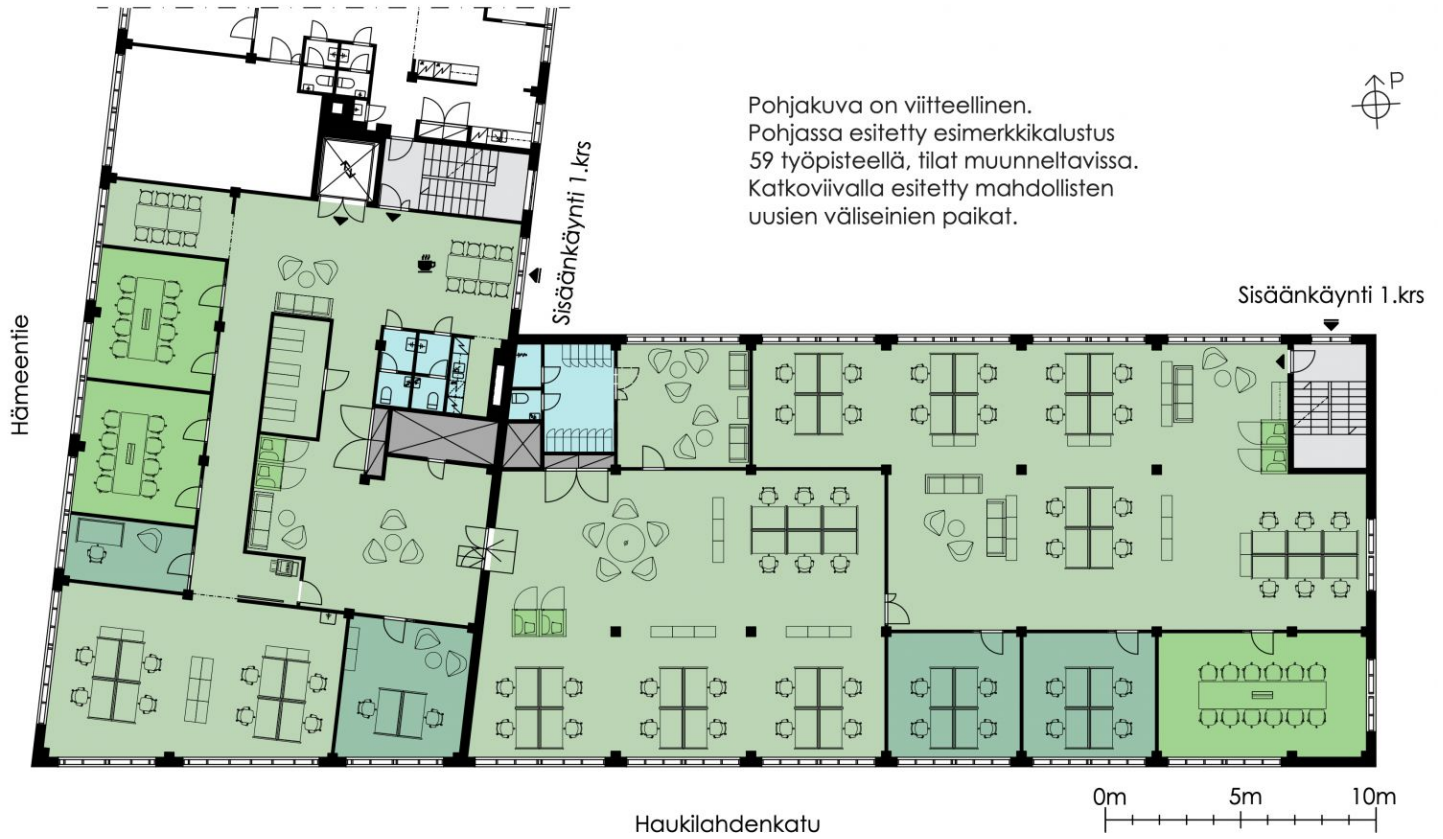 Pohjakuva on viitteellinen.
Pohjassa esitetty esimerkkikalustus
59 työpisteellä, tilat muunneltavissa.
Katkoviivalla esitetty mahdollisten
uusien väliseinien paikat.
P
Sisäänkäynti 1.krs
Sisäänkäynti 1.krs
Hämeentie
0m 5m 10m
Haukilahdenkatu